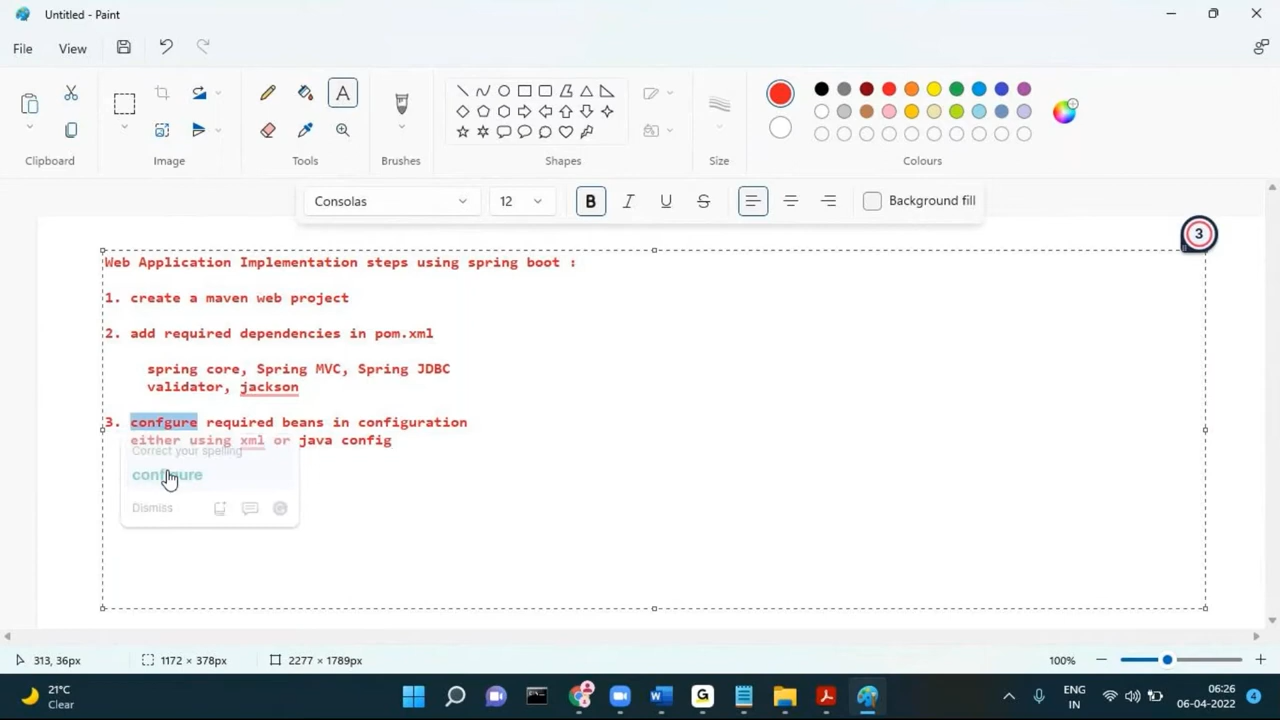 Untitled - Paint
File View
Clipboard
Image
Tools
Brushes
Shapes
Size
Colours
Consolas 12 B I U S Background fill
3
Web Application Implementation steps using spring boot :
1. create a maven web project
2. add required dependencies in pom.xml
spring core, Spring MVC, Spring JDBC
validator, jackson
3. confgure required beans in configuration
either using xml or java config
Correct your spelling
configure
Dismiss
313, 36px 1172 × 378px 2277 × 1789px 100%
21°C
Clear
ENG
IN
06:26
06-04-2022
4